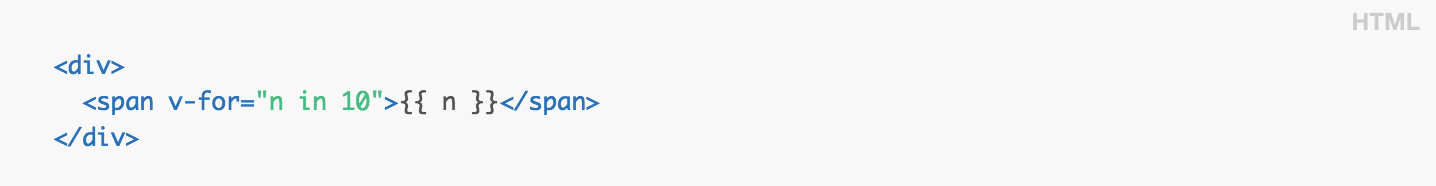 HTML
<div>
  <span v-for="n in 10">{{ n }}</span>
</div>